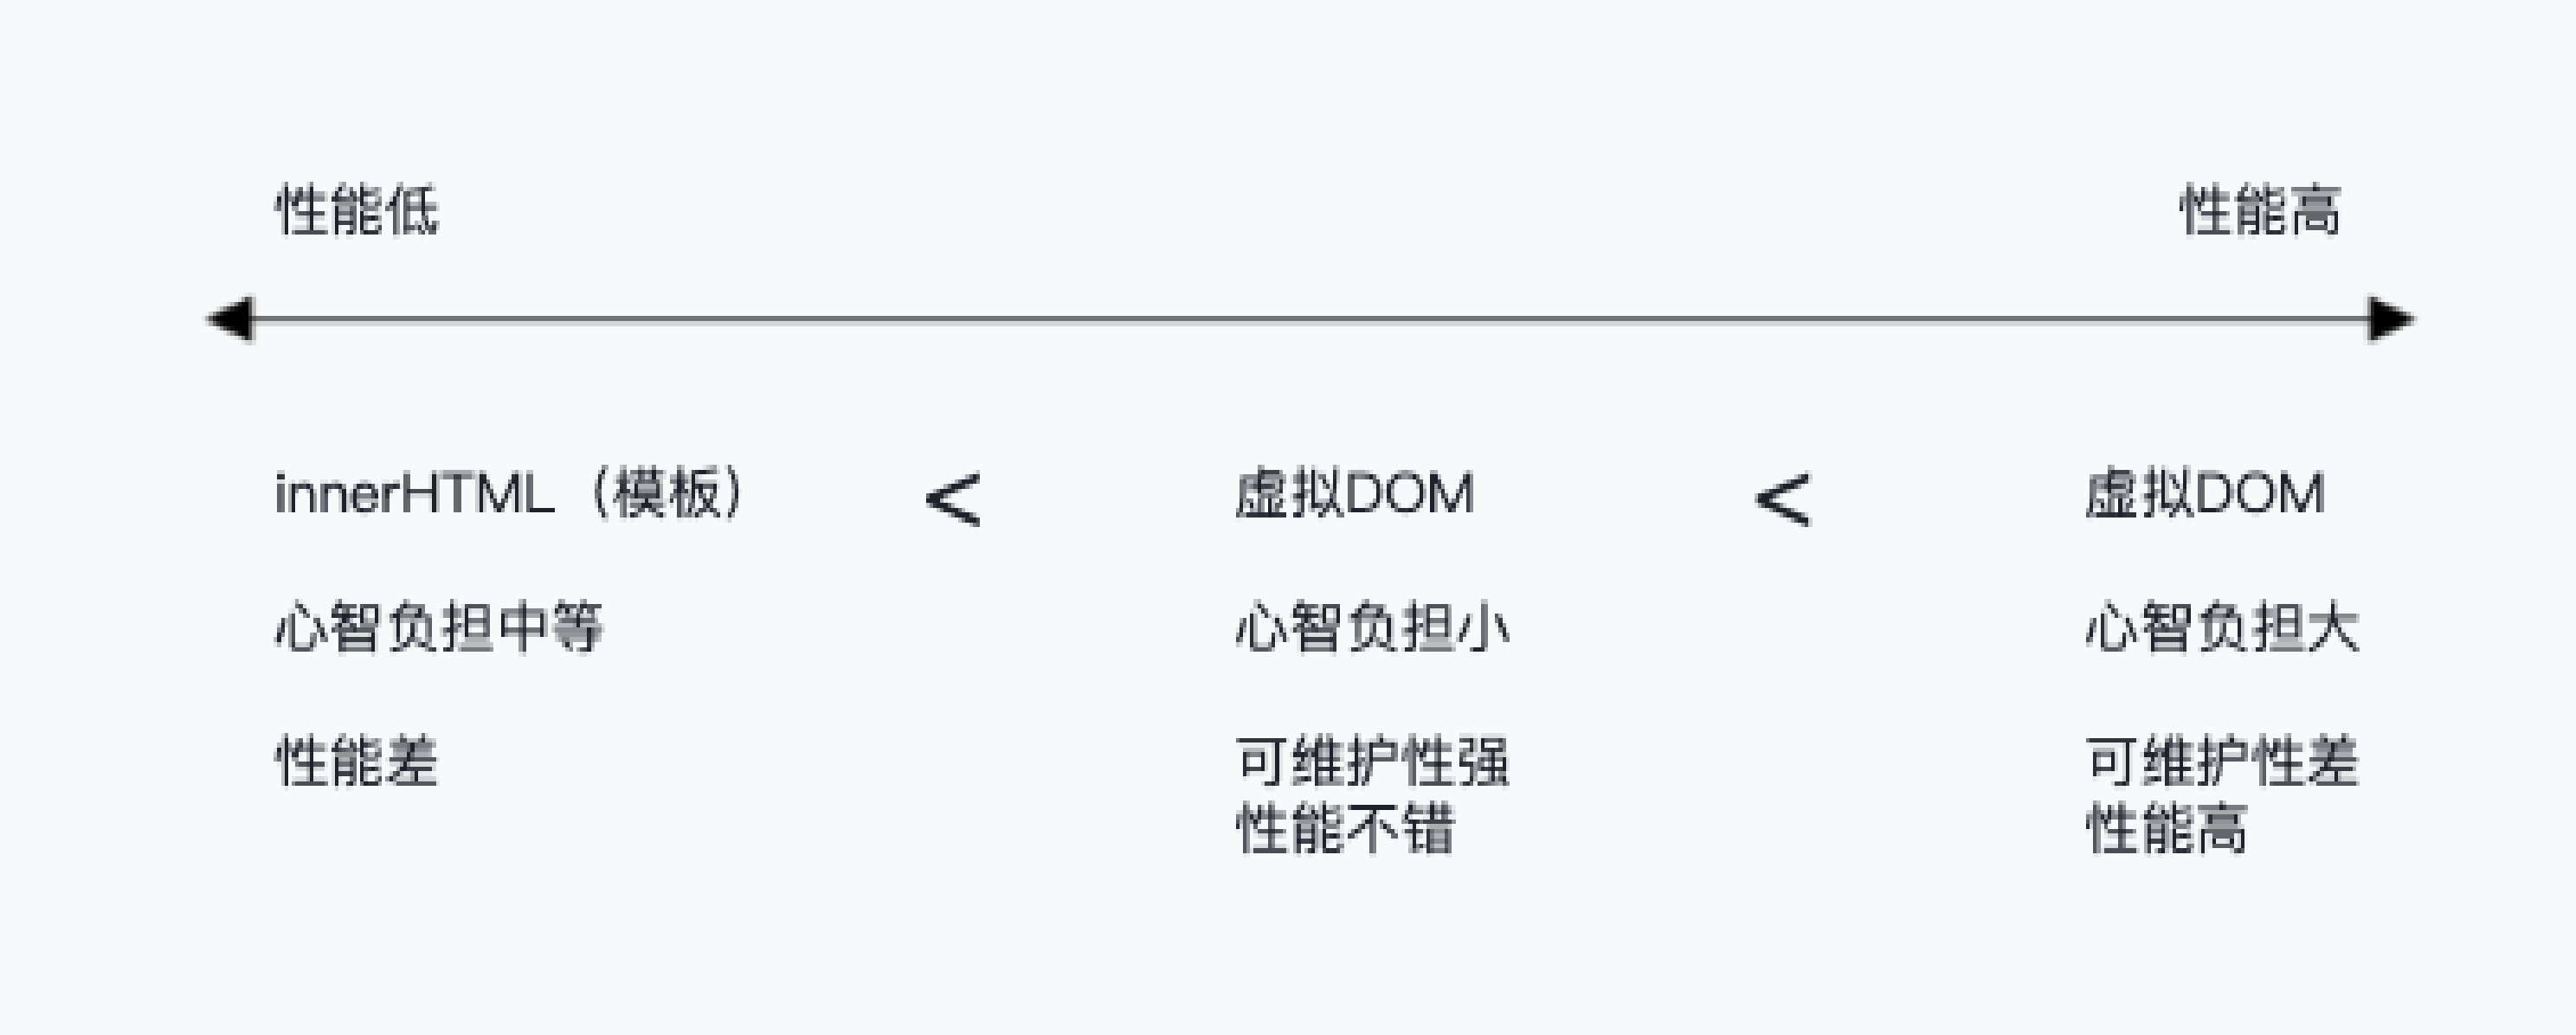 性能低 性能高
innerHTML（模板） < 虚拟DOM < 虚拟DOM
心智负担中等 心智负担小 心智负担大
性能差 可维护性强 可维护性差
性能不错 性能高